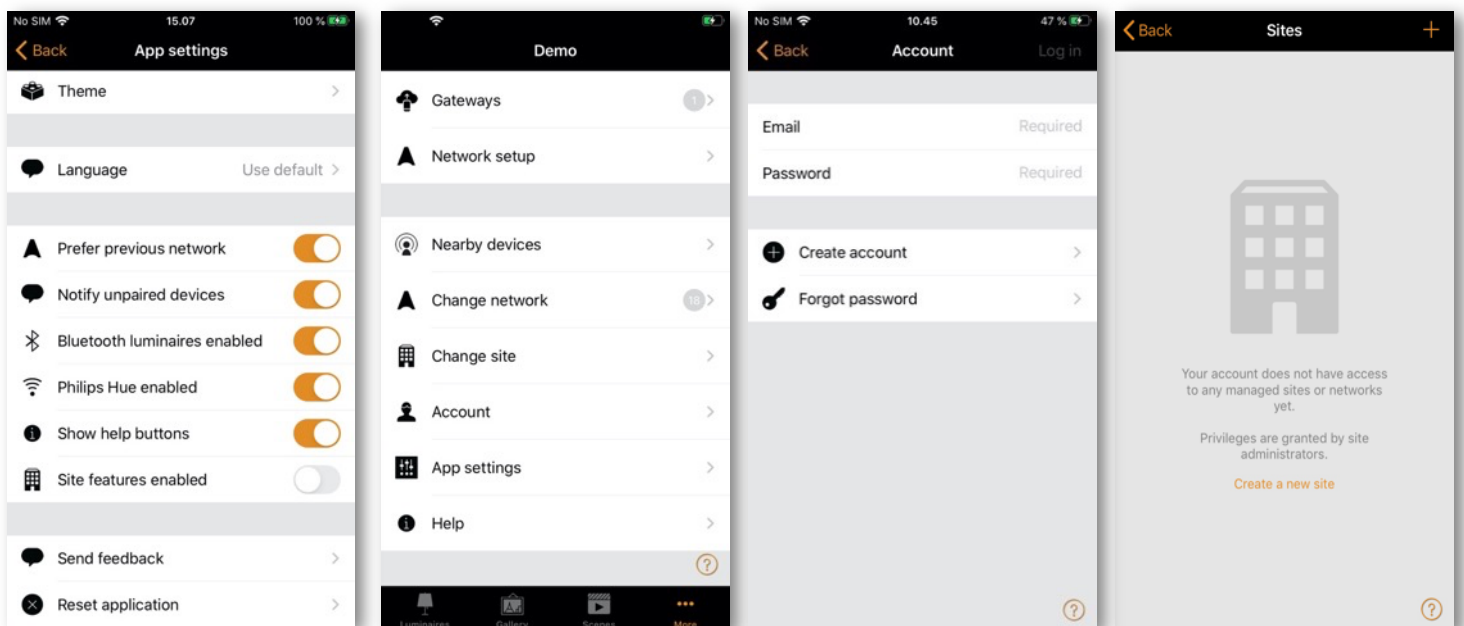 No SIM 15.07 100 %
Back App settings
Theme
Language Use default
Prefer previous network
Notify unpaired devices
Bluetooth luminaires enabled
Philips Hue enabled
Show help buttons
Site features enabled
Send feedback
Reset application
Demo
Gateways 1
Network setup
Nearby devices
Change network 18
Change site
Account
App settings
Help
?
Luminaires Gallery Scenes More
No SIM 10.45 47 %
Back Account Log in
Email Required
Password Required
Create account
Forgot password
?
Back Sites +
Your account does not have access
to any managed sites or networks
yet.
Privileges are granted by site
administrators.
Create a new site
?